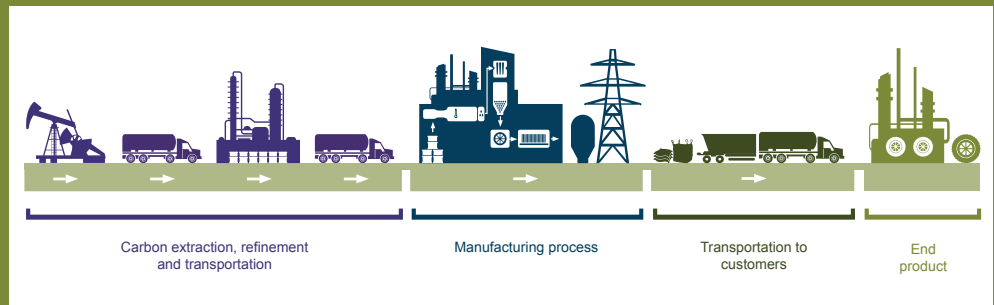 Carbon extraction, refinement
and transportation
Manufacturing process
Transportation to
customers
End
product